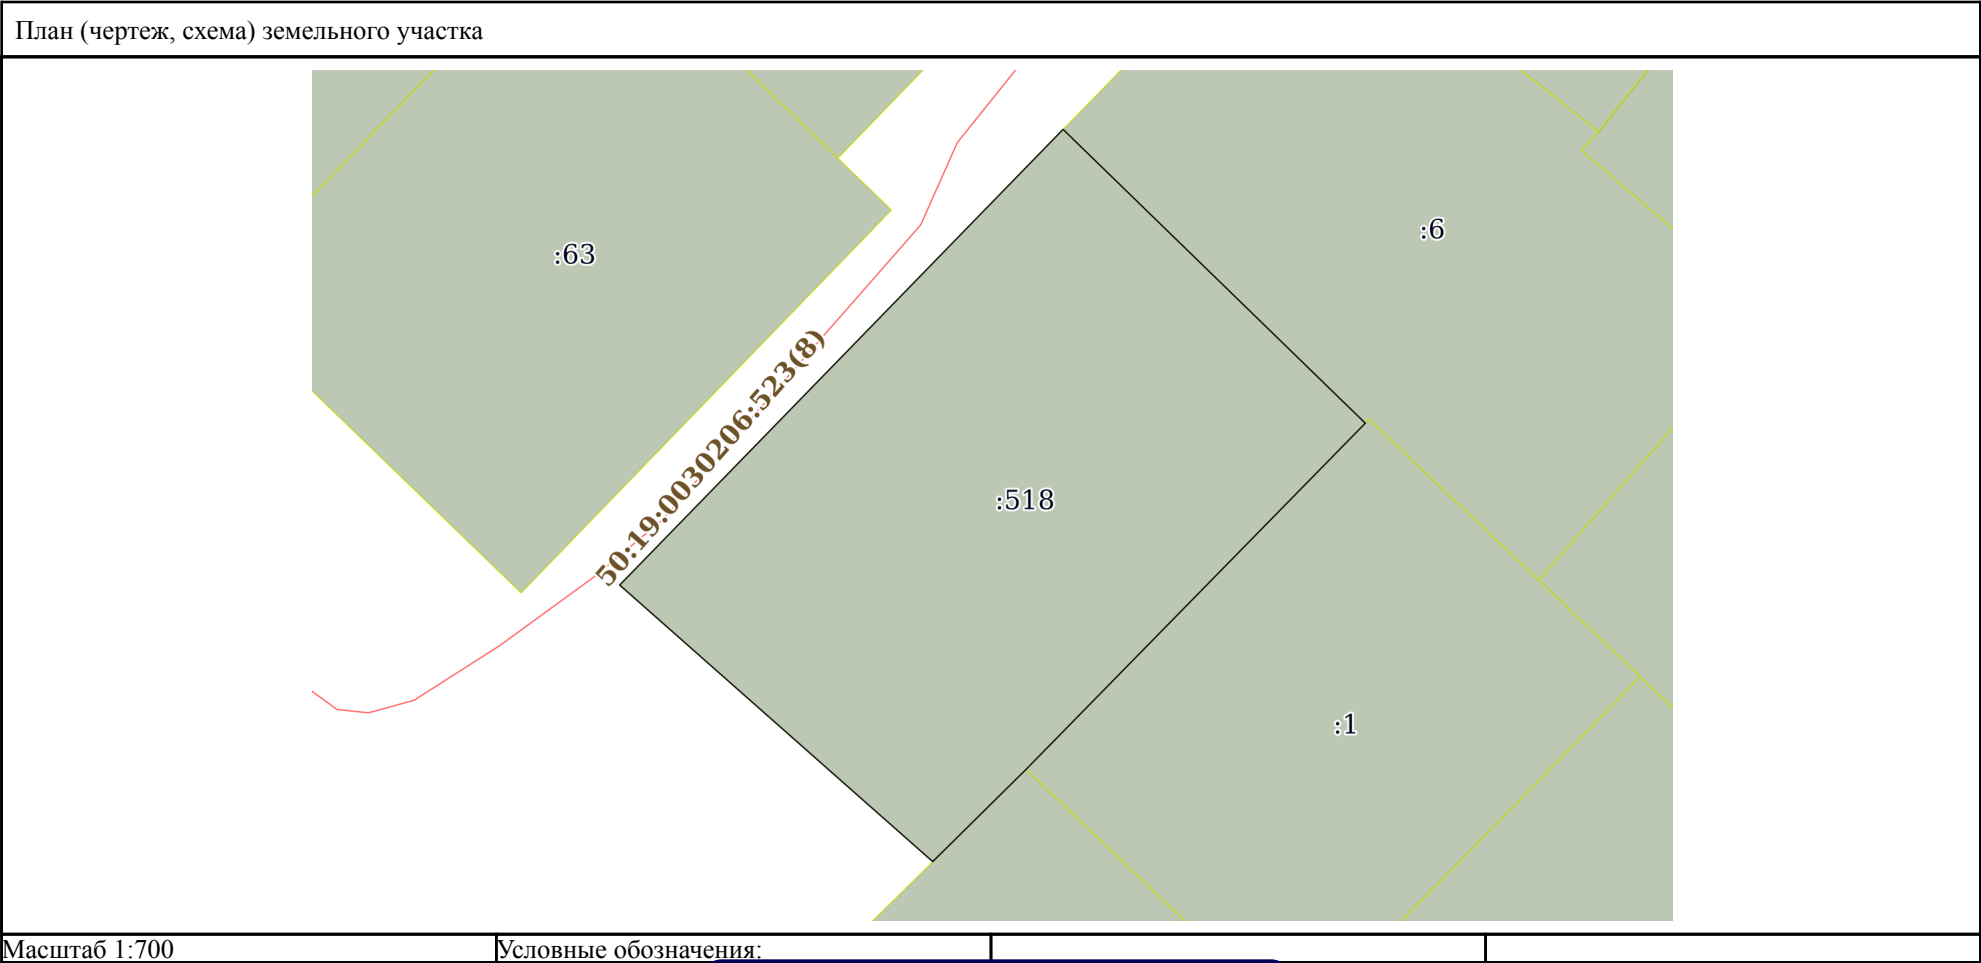 План (чертеж, схема) земельного участка
:6
:63
50:19:0030206:523(8)
:518
:1
Масштаб 1:700
Условные обозначения: